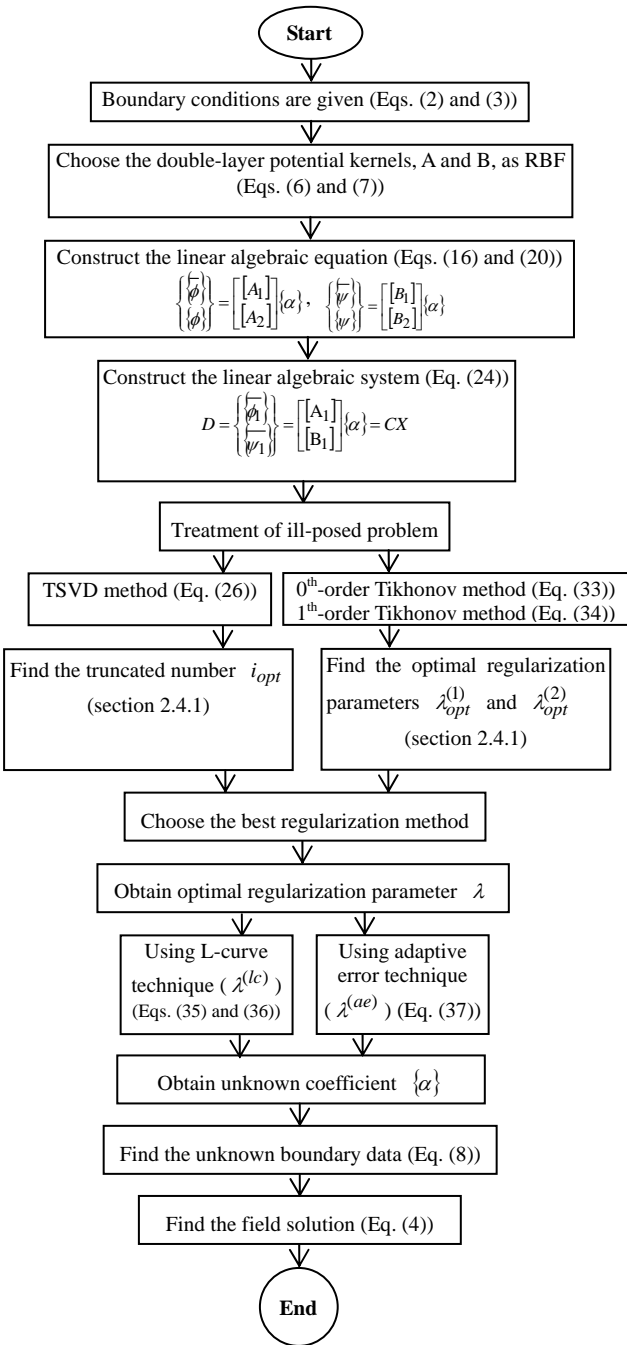 Start
Boundary conditions are given (Eqs. (2) and (3))
Choose the double-layer potential kernels, A and B, as RBF
(Eqs. (6) and (7))
Construct the linear algebraic equation (Eqs. (16) and (20))
{{ϕ̅} {ϕ}} = [[A₁] [A₂]]{α} , {{ψ̅} {ψ}} = [[B₁] [B₂]]{α}
Construct the linear algebraic system (Eq. (24))
D = {{ϕ̅₁} {ψ̅₁}} = [[A₁] [B₁]]{α} = CX
Treatment of ill-posed problem
TSVD method (Eq. (26))
0th-order Tikhonov method (Eq. (33))
1th-order Tikhonov method (Eq. (34))
Find the truncated number i_opt
(section 2.4.1)
Find the optimal regularization
parameters λ_opt^(1) and λ_opt^(2)
(section 2.4.1)
Choose the best regularization method
Obtain optimal regularization parameter λ
Using L-curve
technique ( λ^(lc) )
(Eqs. (35) and (36))
Using adaptive
error technique
( λ^(ae) ) (Eq. (37))
Obtain unknown coefficient {α}
Find the unknown boundary data (Eq. (8))
Find the field solution (Eq. (4))
End